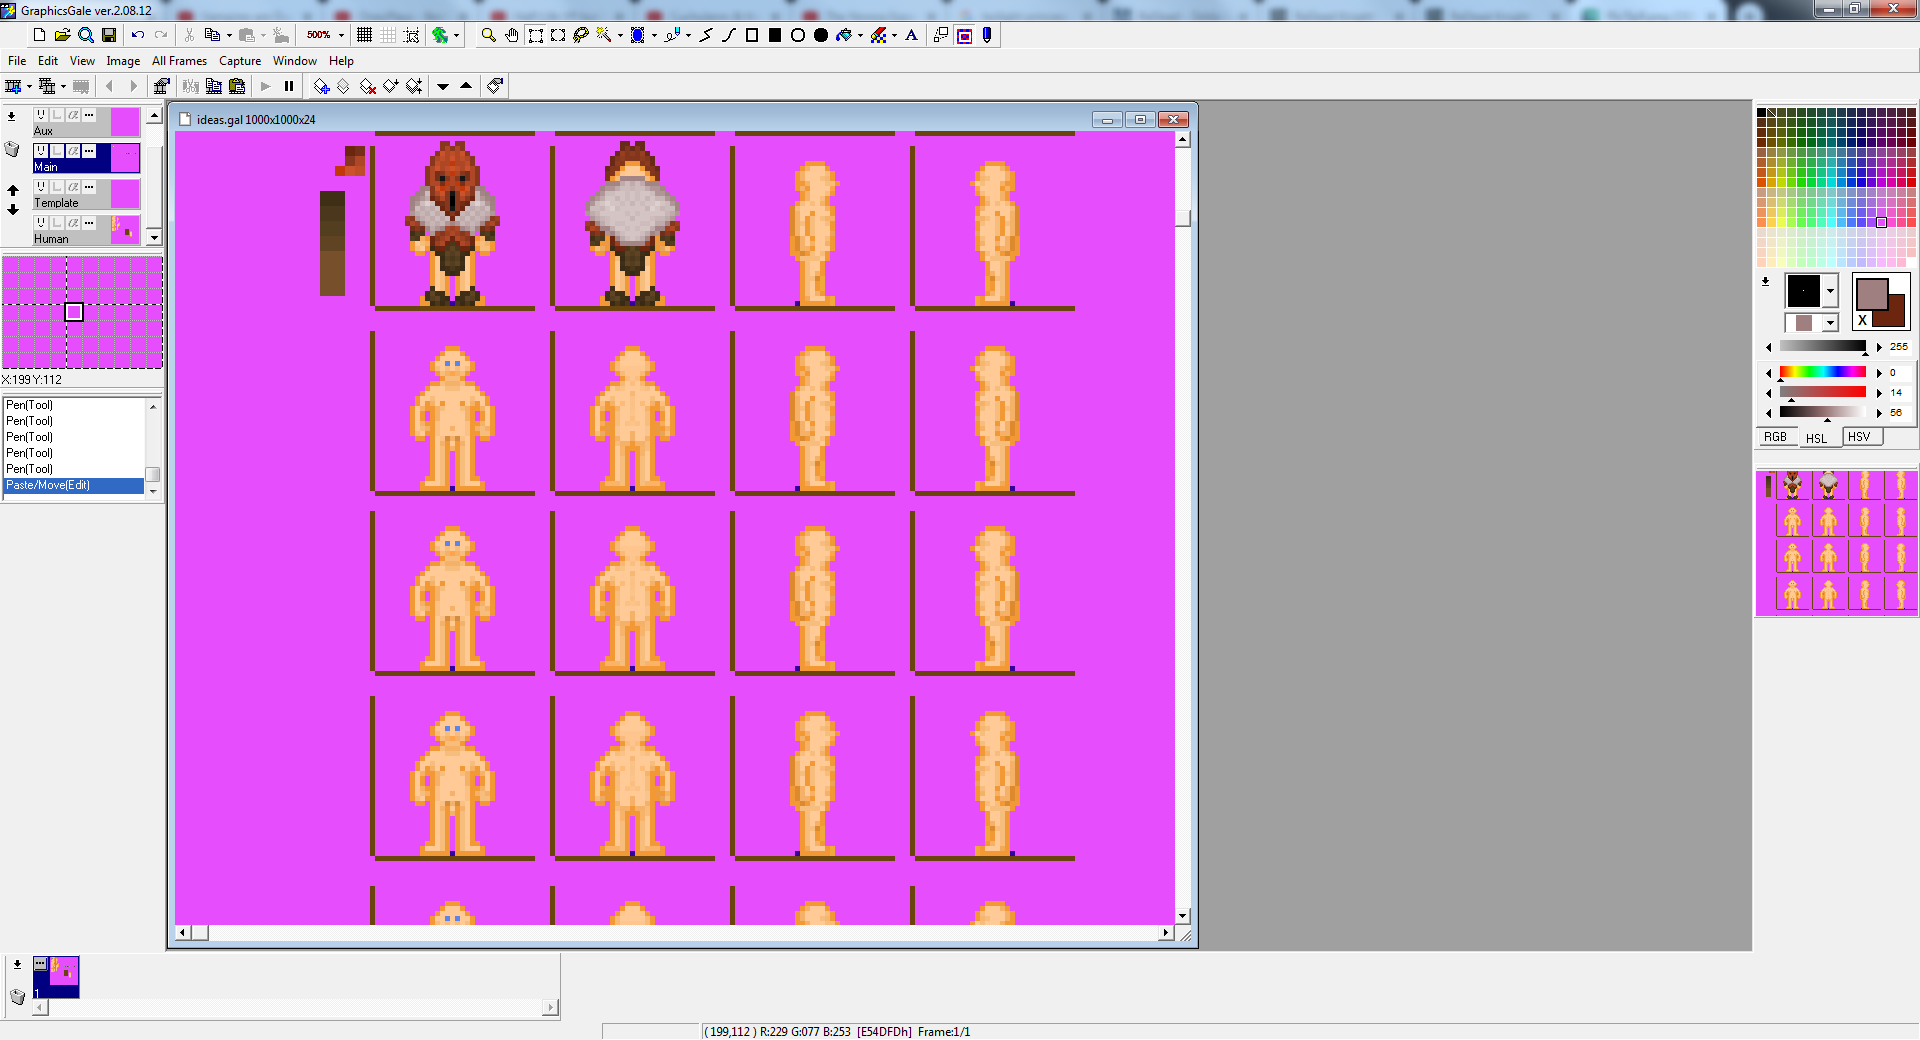 GraphicsGale ver.2.08.12
500%
A
File Edit View Image All Frames Capture Window Help
ideas.gal 1000x1000x24
Aux
Main
Template
Human
X:199 Y:112
Pen(Tool)
Pen(Tool)
Pen(Tool)
Pen(Tool)
Pen(Tool)
Paste/Move(Edit)
X
255
0
14
56
RGB HSL HSV
1
( 199,112 ) R:229 G:077 B:253 [E54DFDh] Frame:1/1